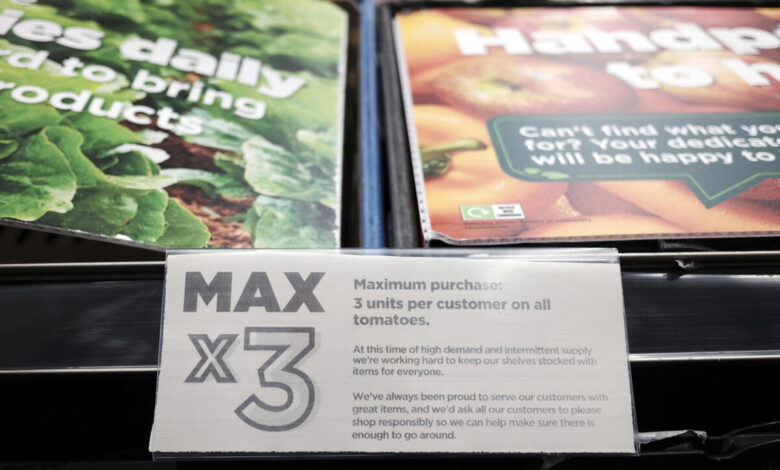 ies daily
rd to bring
products
Handp
to h
Can't find what yo
for? Your dedicate
will be happy to
MAX
x3
Maximum purchase:
3 units per customer on all
tomatoes.
At this time of high demand and intermittent supply
we're working hard to keep our shelves stocked with
items for everyone.
We've always been proud to serve our customers with
great items, and we'd ask all our customers to please
shop responsibly so we can help make sure there is
enough to go around.